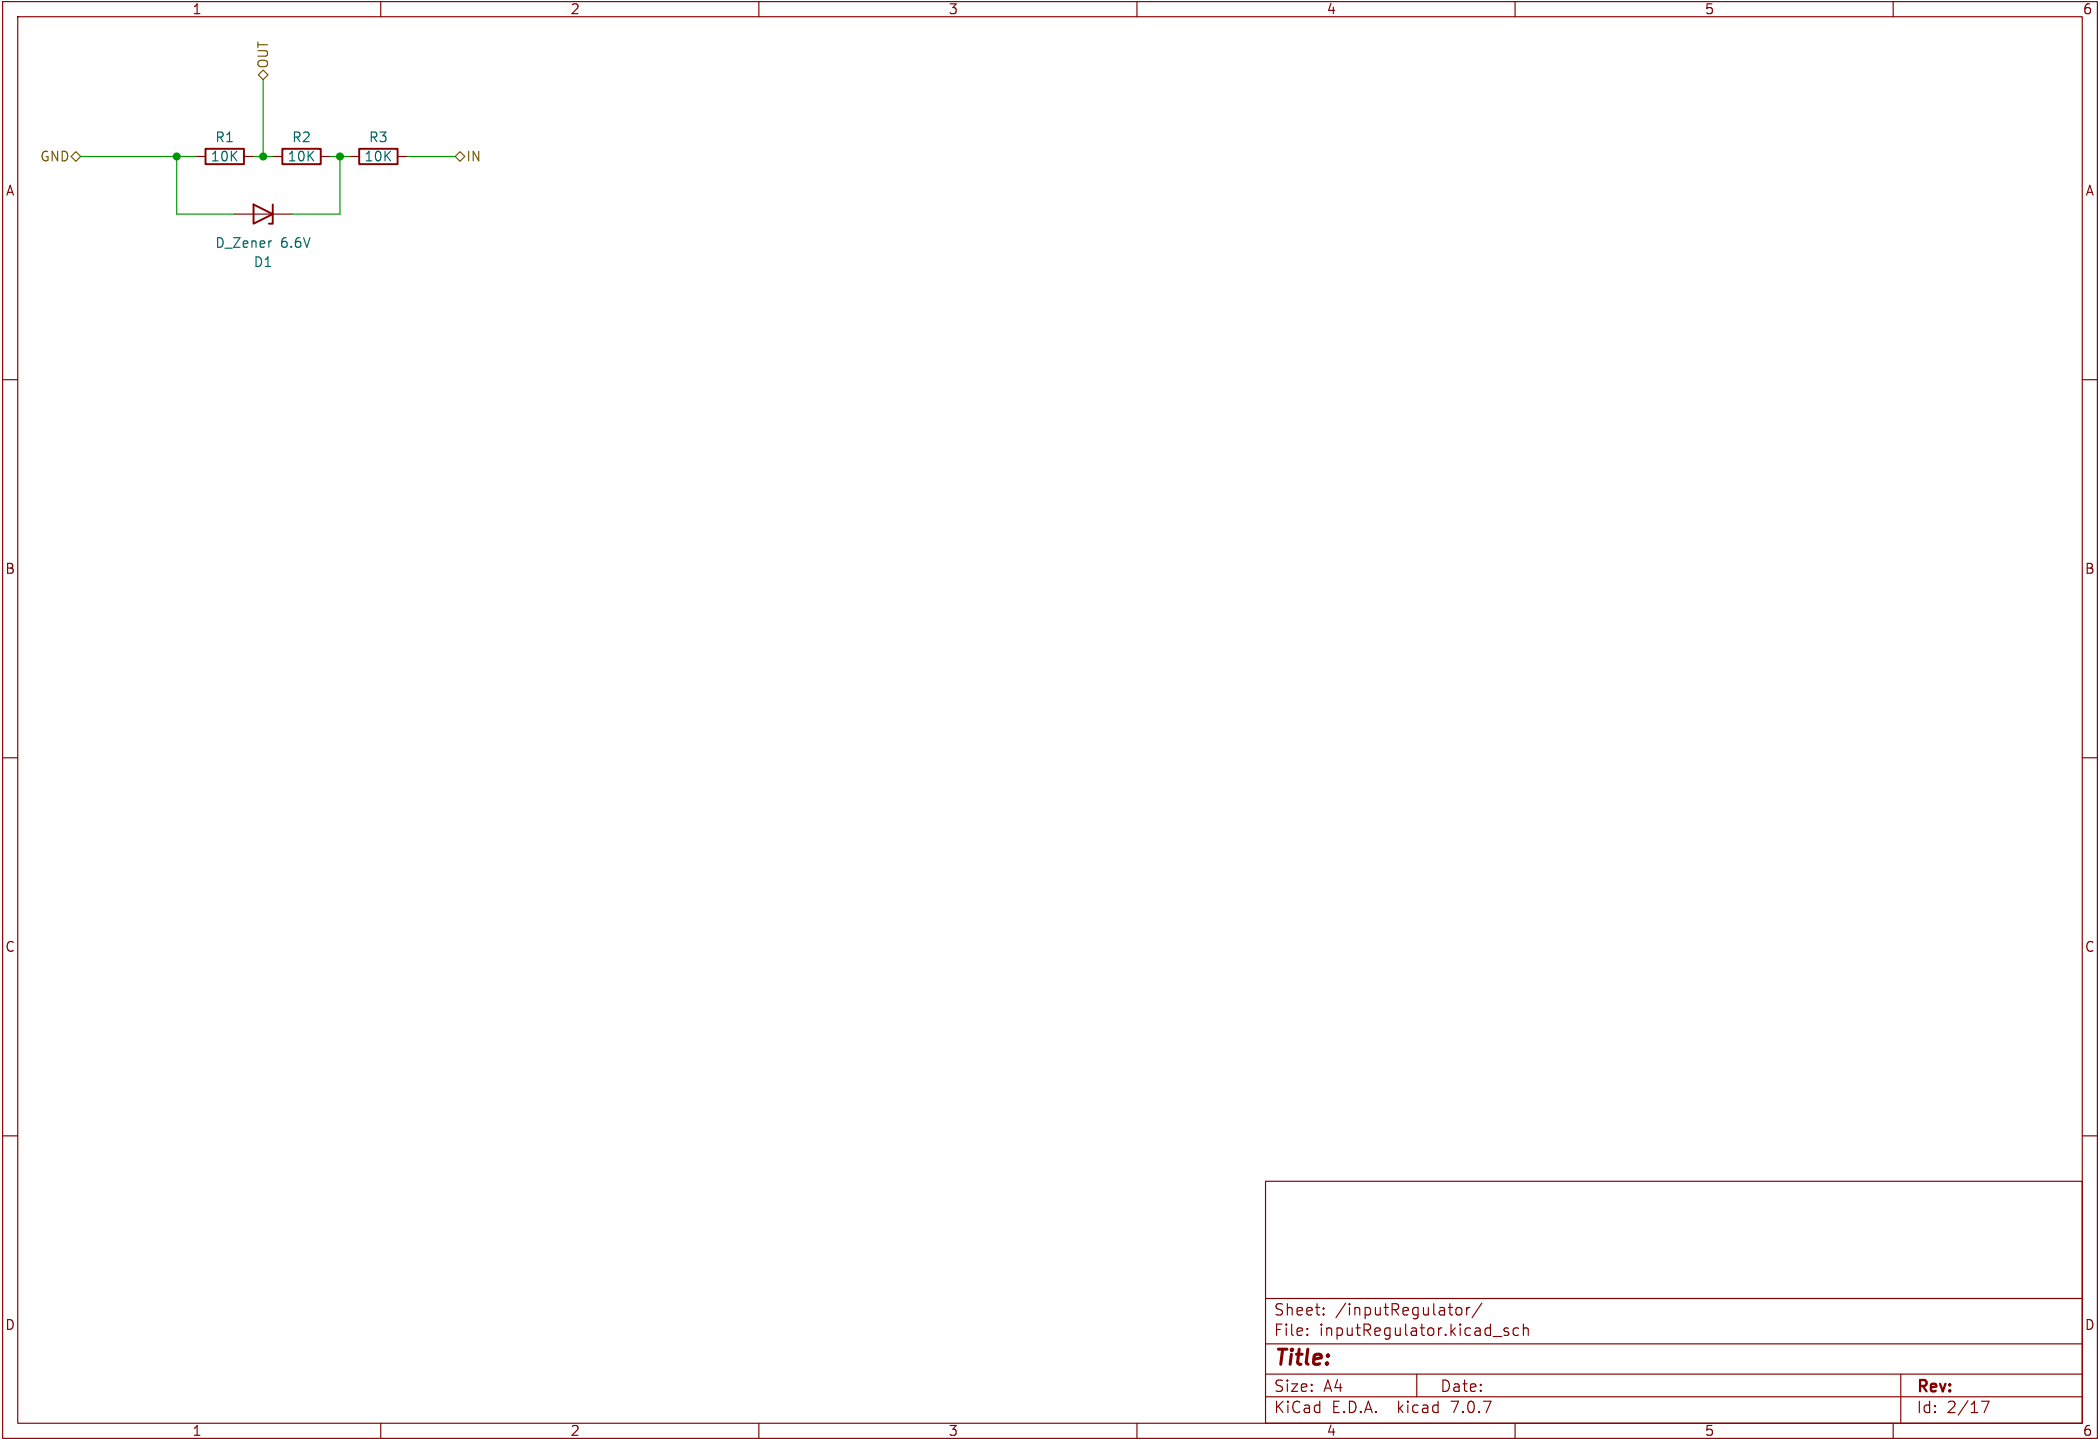 1 2 3 4 5 6
OUT
R1 R2 R3
GND 10K 10K 10K IN
A A
D_Zener 6.6V
D1
B B
C C
Sheet: /inputRegulator/
File: inputRegulator.kicad_sch
D D
Title:
Size: A4 Date: Rev:
KiCad E.D.A. kicad 7.0.7 Id: 2/17
1 2 3 4 5 6